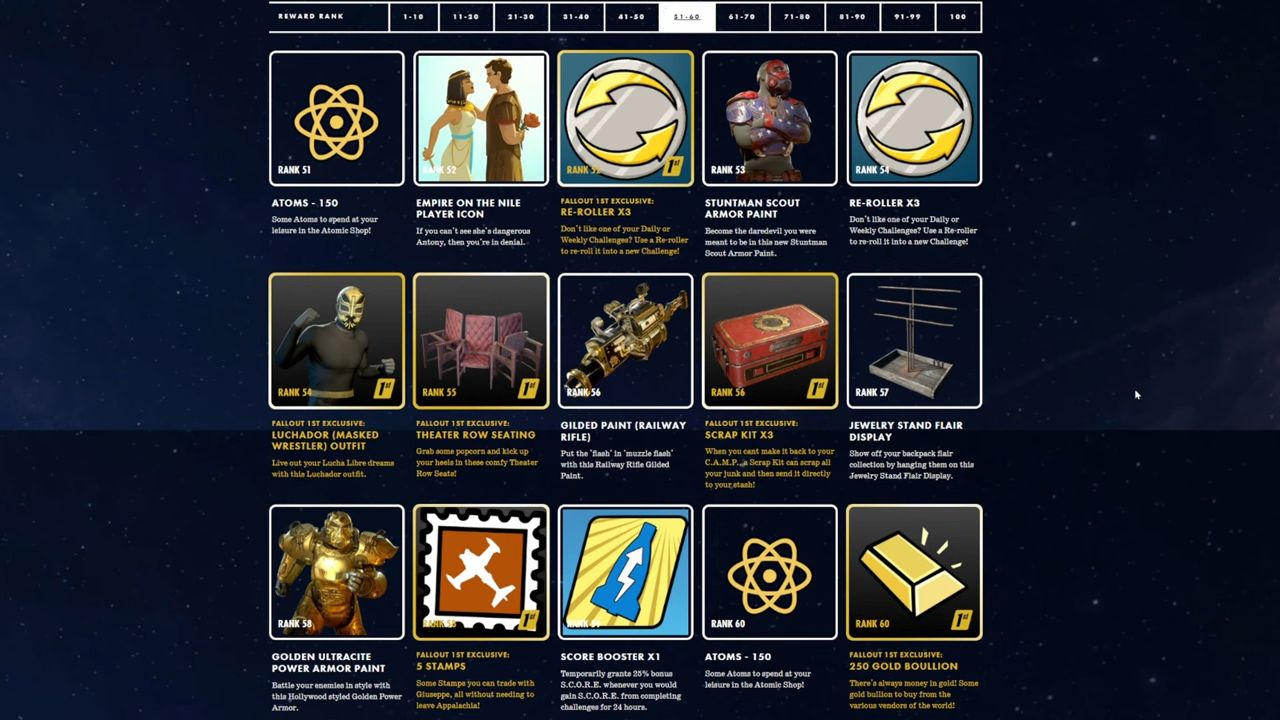 REWARD RANK 1-10 11-20 21-30 31-40 41-50 51-60 61-70 71-80 81-90 91-99 100
RANK 51
RANK 52
RANK 52
1st
RANK 53
RANK 54
ATOMS - 150
Some Atoms to spend at your
leisure in the Atomic Shop!
EMPIRE ON THE NILE
PLAYER ICON
If you can't see she's dangerous
Antony, then you're in denial.
FALLOUT 1ST EXCLUSIVE:
RE-ROLLER X3
Don't like one of your Daily or
Weekly Challenges? Use a Re-roller
to re-roll it into a new Challenge!
STUNTMAN SCOUT
ARMOR PAINT
Become the daredevil you were
meant to be in this new Stuntman
Scout Armor Paint.
RE-ROLLER X3
Don't like one of your Daily or
Weekly Challenges? Use a Re-roller
to re-roll it into a new Challenge!
RANK 54
1st
RANK 55
1st
RANK 56
RANK 56
1st
RANK 57
FALLOUT 1ST EXCLUSIVE:
LUCHADOR (MASKED
WRESTLER) OUTFIT
Live out your Lucha Libre dreams
with this Luchador outfit.
FALLOUT 1ST EXCLUSIVE:
THEATER ROW SEATING
Grab some popcorn and kick up
your heels in these comfy Theater
Row Seats!
GILDED PAINT (RAILWAY
RIFLE)
Put the 'flash' in 'muzzle flash'
with this Railway Rifle Gilded
Paint.
FALLOUT 1ST EXCLUSIVE:
SCRAP KIT X3
When you cant make it back to your
C.A.M.P., a Scrap Kit can scrap all
your junk and then send it directly
to your stash!
JEWELRY STAND FLAIR
DISPLAY
Show off your backpack flair
collection by hanging them on this
Jewelry Stand Flair Display.
RANK 58
RANK 58
1st
RANK 59
RANK 60
RANK 60
1st
GOLDEN ULTRACITE
POWER ARMOR PAINT
Battle your enemies in style with
this Hollywood styled Golden Power
Armor.
FALLOUT 1ST EXCLUSIVE:
5 STAMPS
Some Stamps you can trade with
Giuseppe, all without needing to
leave Appalachia!
SCORE BOOSTER X1
Temporarily grants 25% bonus
S.C.O.R.E. whenever you would
gain S.C.O.R.E. from completing
challenges for 24 hours.
ATOMS - 150
Some Atoms to spend at your
leisure in the Atomic Shop!
FALLOUT 1ST EXCLUSIVE:
250 GOLD BOULLION
There's always money in gold! Some
gold bullion to buy from the
various vendors of the world!